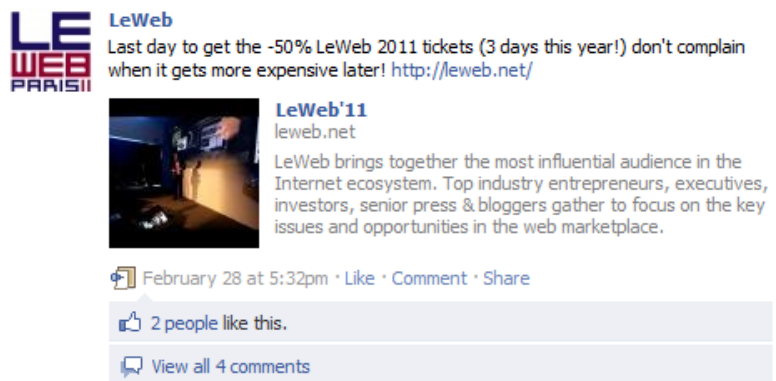 LE
WEB
PARIS11
LeWeb
Last day to get the -50% LeWeb 2011 tickets (3 days this year!) don't complain
when it gets more expensive later! http://leweb.net/
LeWeb'11
leweb.net
LeWeb brings together the most influential audience in the
Internet ecosystem. Top industry entrepreneurs, executives,
investors, senior press & bloggers gather to focus on the key
issues and opportunities in the web marketplace.
February 28 at 5:32pm · Like · Comment · Share
2 people like this.
View all 4 comments